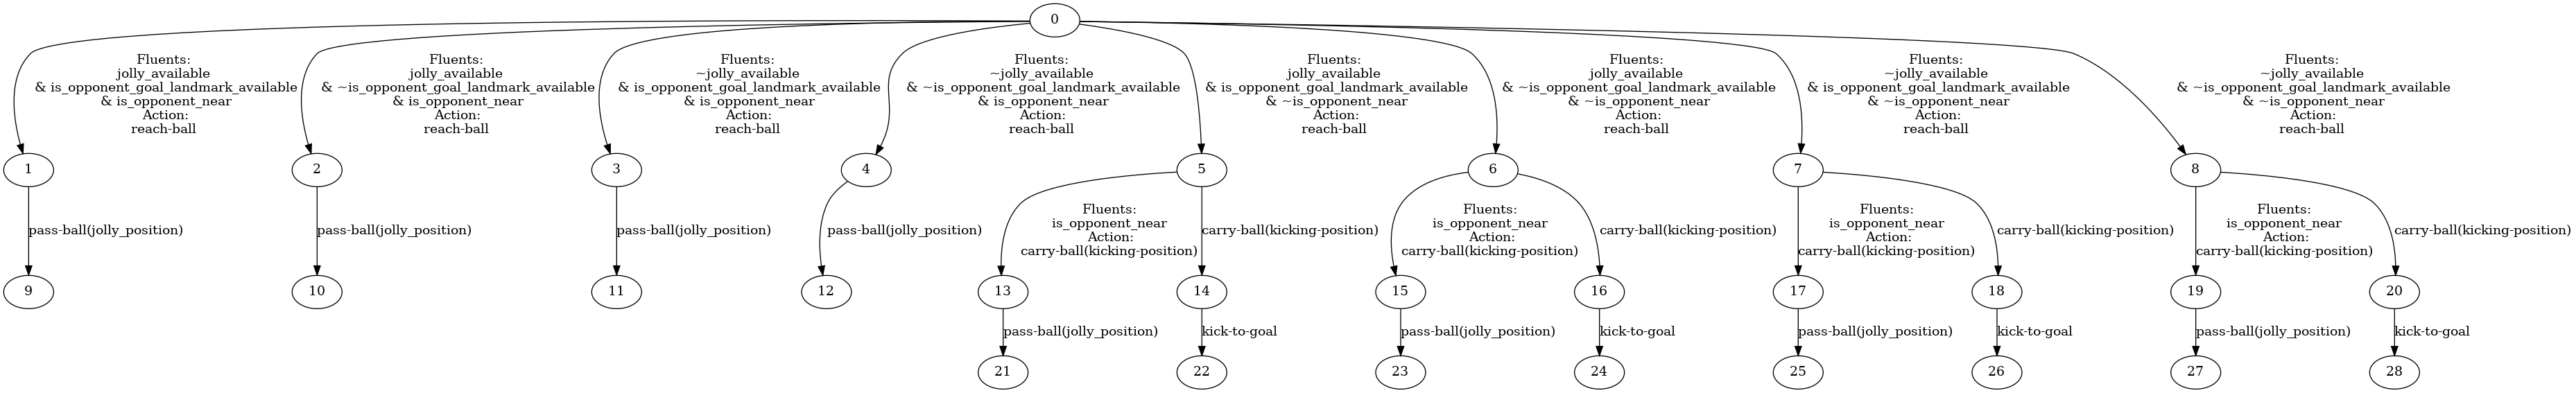 0
Fluents:
jolly_available
& is_opponent_goal_landmark_available
& is_opponent_near
Action:
reach-ball
Fluents:
jolly_available
& ~is_opponent_goal_landmark_available
& is_opponent_near
Action:
reach-ball
Fluents:
~jolly_available
& is_opponent_goal_landmark_available
& is_opponent_near
Action:
reach-ball
Fluents:
~jolly_available
& ~is_opponent_goal_landmark_available
& is_opponent_near
Action:
reach-ball
Fluents:
jolly_available
& is_opponent_goal_landmark_available
& ~is_opponent_near
Action:
reach-ball
Fluents:
jolly_available
& ~is_opponent_goal_landmark_available
& ~is_opponent_near
Action:
reach-ball
Fluents:
~jolly_available
& is_opponent_goal_landmark_available
& ~is_opponent_near
Action:
reach-ball
Fluents:
~jolly_available
& ~is_opponent_goal_landmark_available
& ~is_opponent_near
Action:
reach-ball
1
2
3
4
5
6
7
8
pass-ball(jolly_position)
pass-ball(jolly_position)
pass-ball(jolly_position)
pass-ball(jolly_position)
Fluents:
is_opponent_near
Action:
carry-ball(kicking-position)
carry-ball(kicking-position)
Fluents:
is_opponent_near
Action:
carry-ball(kicking-position)
carry-ball(kicking-position)
Fluents:
is_opponent_near
Action:
carry-ball(kicking-position)
carry-ball(kicking-position)
Fluents:
is_opponent_near
Action:
carry-ball(kicking-position)
carry-ball(kicking-position)
9
10
11
12
13
14
15
16
17
18
19
20
pass-ball(jolly_position)
kick-to-goal
pass-ball(jolly_position)
kick-to-goal
pass-ball(jolly_position)
kick-to-goal
pass-ball(jolly_position)
kick-to-goal
21
22
23
24
25
26
27
28